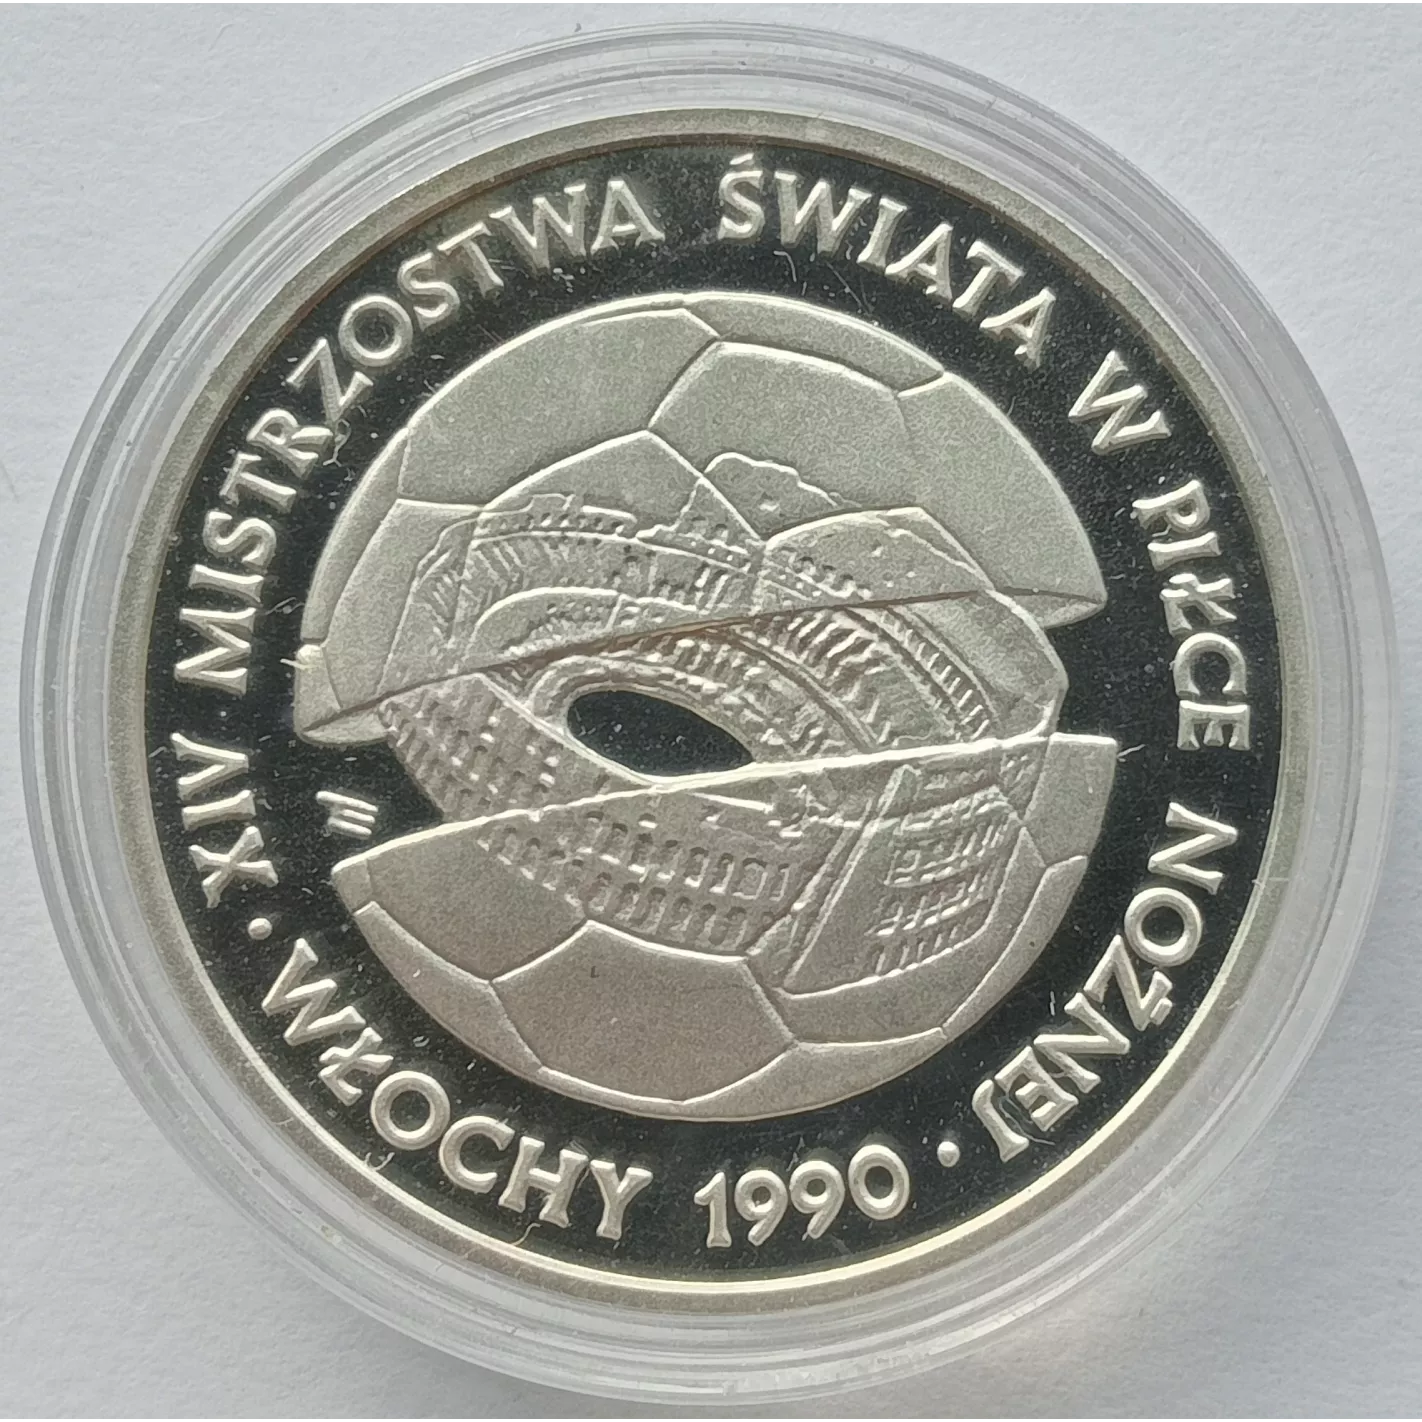 XIV MISTRZOSTWA ŚWIATA W PIŁCE NOŻNEJ
• WŁOCHY 1990 •